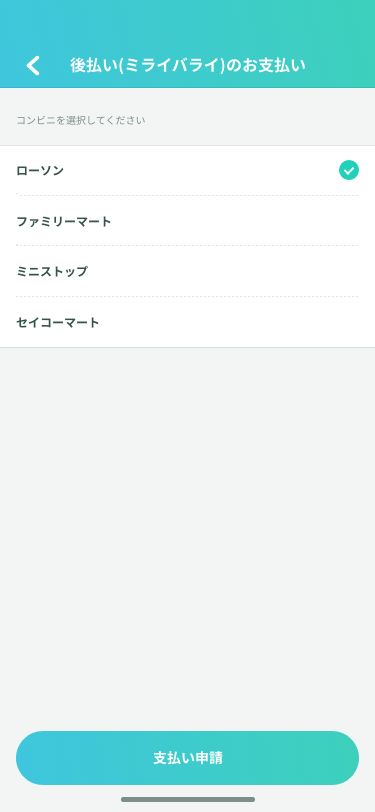 後払い(ミライバライ)のお支払い
コンビニを選択してください
ローソン
ファミリーマート
ミニストップ
セイコーマート
支払い申請